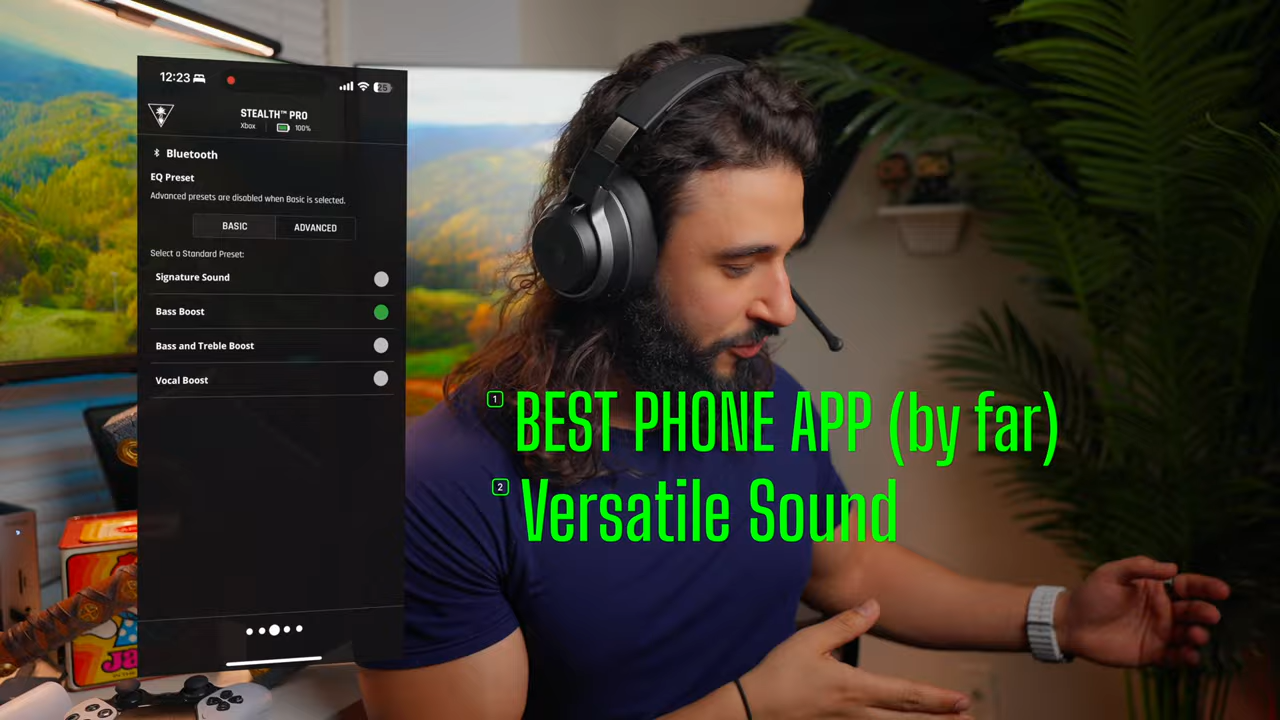 12:23
25
STEALTH™ PRO
Xbox 100%
Bluetooth
EQ Preset
Advanced presets are disabled when Basic is selected.
BASIC ADVANCED
Select a Standard Preset:
Signature Sound
Bass Boost
Bass and Treble Boost
Vocal Boost
1 BEST PHONE APP (by far)
2 Versatile Sound
Ja